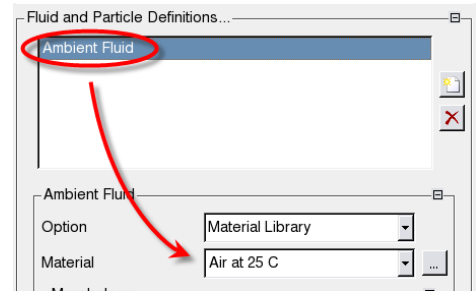 Fluid and Particle Definitions...
Ambient Fluid
Ambient Fluid
Option Material Library
Material Air at 25 C ...